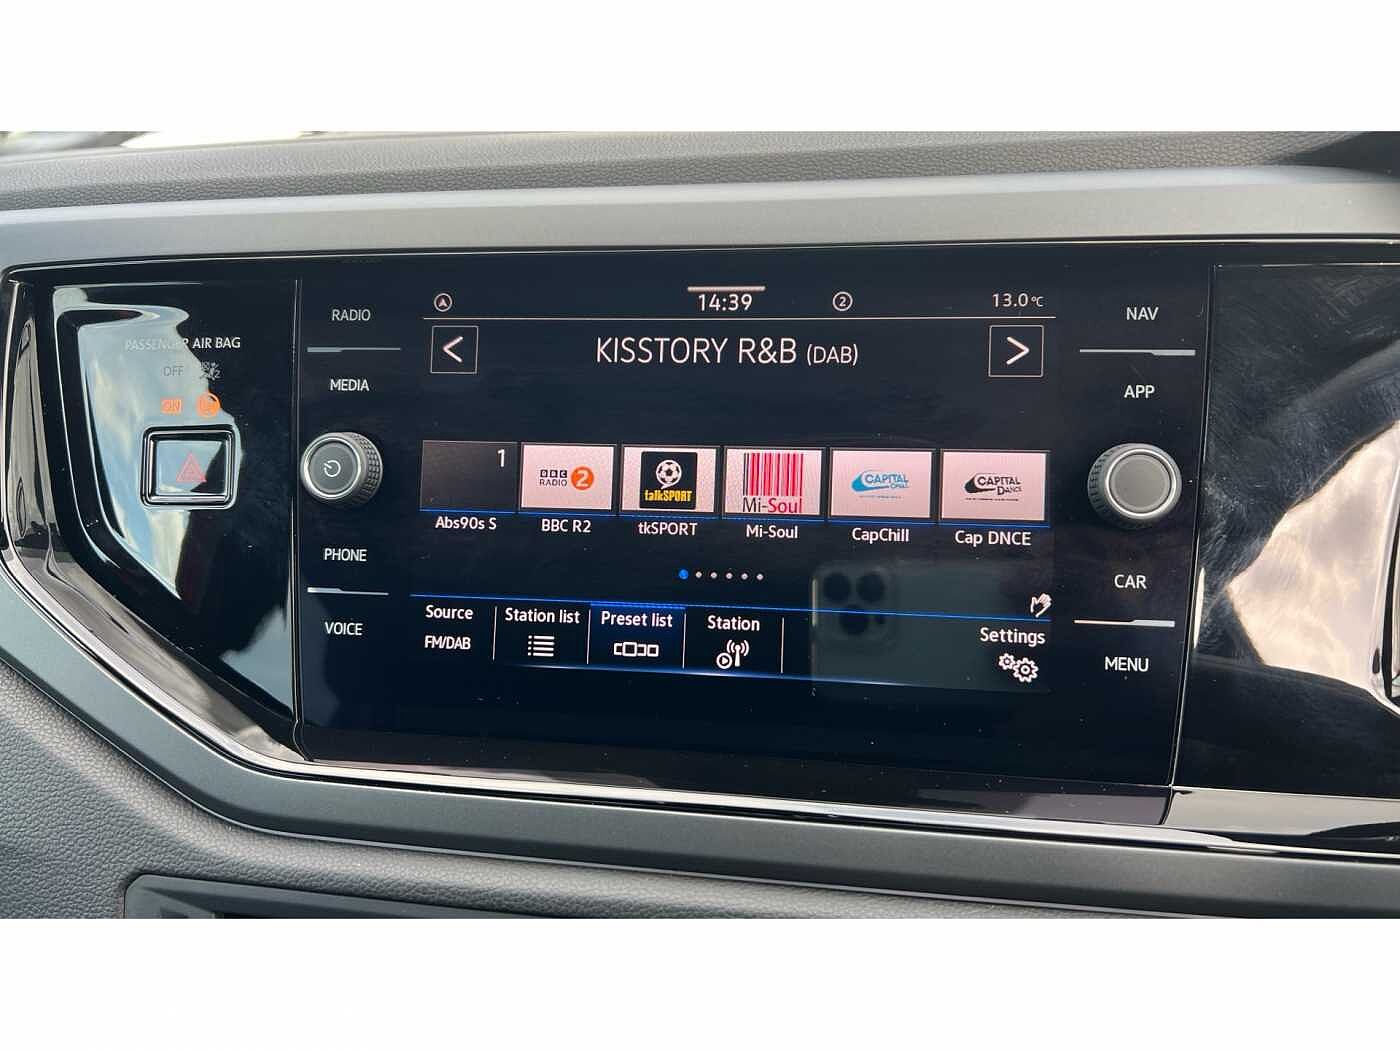 PASSENGER AIR BAG
OFF
ON
RADIO
MEDIA
PHONE
VOICE
14:39
2
13.0°C
<
KISSTORY R&B (DAB)
>
1
BBC
RADIO 2
talkSPORT
Mi-Soul
CAPITAL
CHILL
CAPITAL
DANCE
Abs90s S
BBC R2
tkSPORT
Mi-Soul
CapChill
Cap DNCE
Source
FM/DAB
Station list
Preset list
Station
Settings
NAV
APP
CAR
MENU